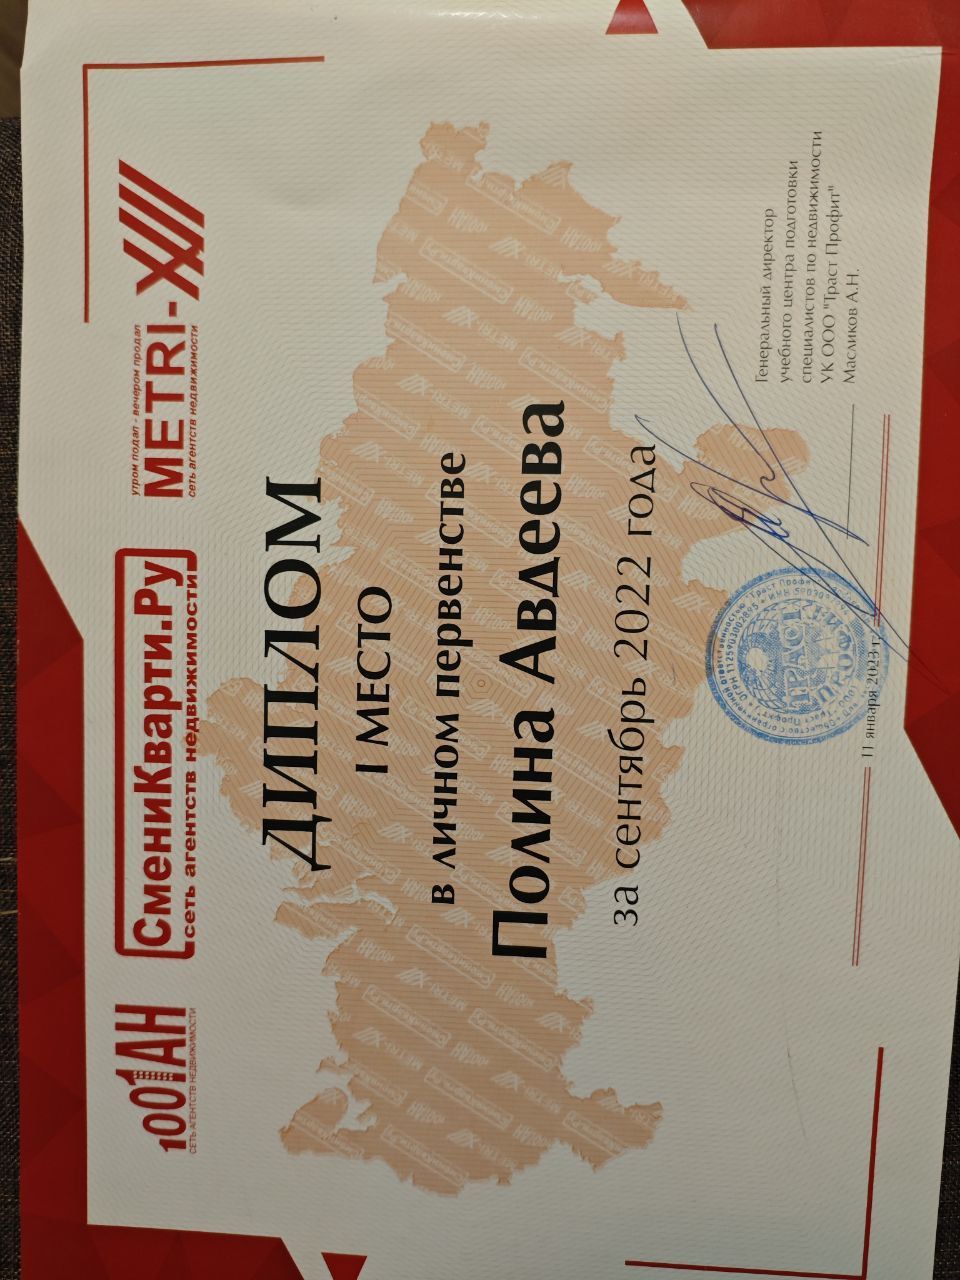 1001АН
СЕТЬ АГЕНТСТВ НЕДВИЖИМОСТИ
СмениКварти.Ру
сеть агентств недвижимости
утром подал - вечером продал
METRI-X///
сеть агентств недвижимости
ДИПЛОМ
I МЕСТО
в личном первенстве
Полина Авдеева
за сентябрь 2022 года
Генеральный директор
учебного центра подготовки
специалистов по недвижимости
УК ООО "Траст Профит"
Масликов А.Н.
ТРАСТ
ПРОФИТ
11 января 2023 г.